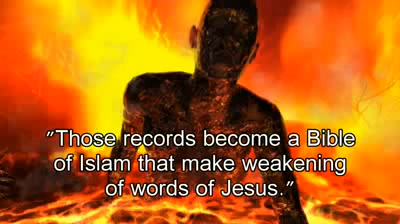 "Those records become a Bible
of Islam that make weakening
of words of Jesus."